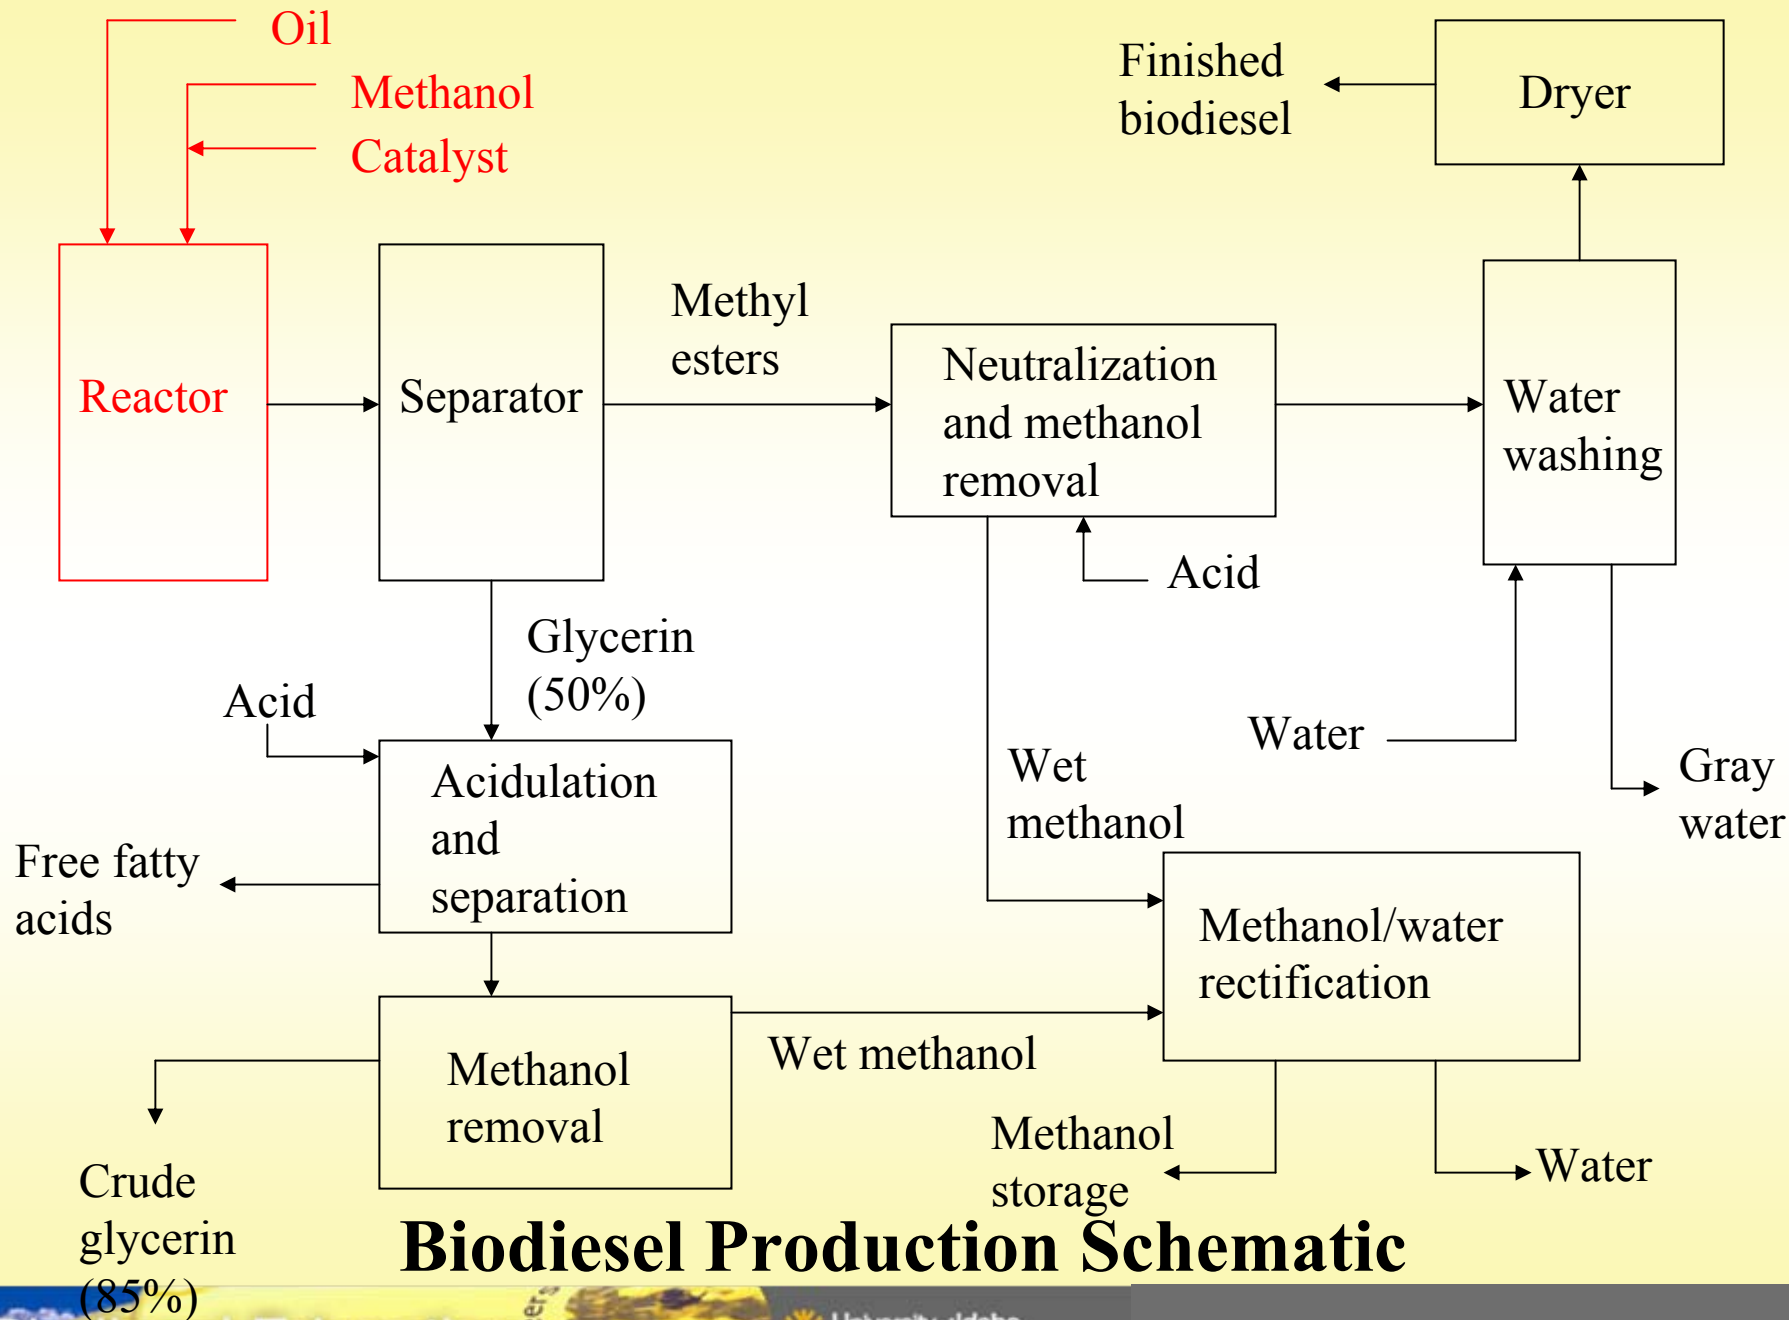 Oil
Methanol
Catalyst
Finished
biodiesel
Dryer
Reactor
Separator
Methyl
esters
Neutralization
and methanol
removal
Water
washing
Acid
Glycerin
(50%)
Acid
Water
Wet
methanol
Gray
water
Acidulation
and
separation
Free fatty
acids
Methanol/water
rectification
Methanol
removal
Wet methanol
Methanol
storage
Water
Crude
glycerin
(85%)
Biodiesel Production Schematic